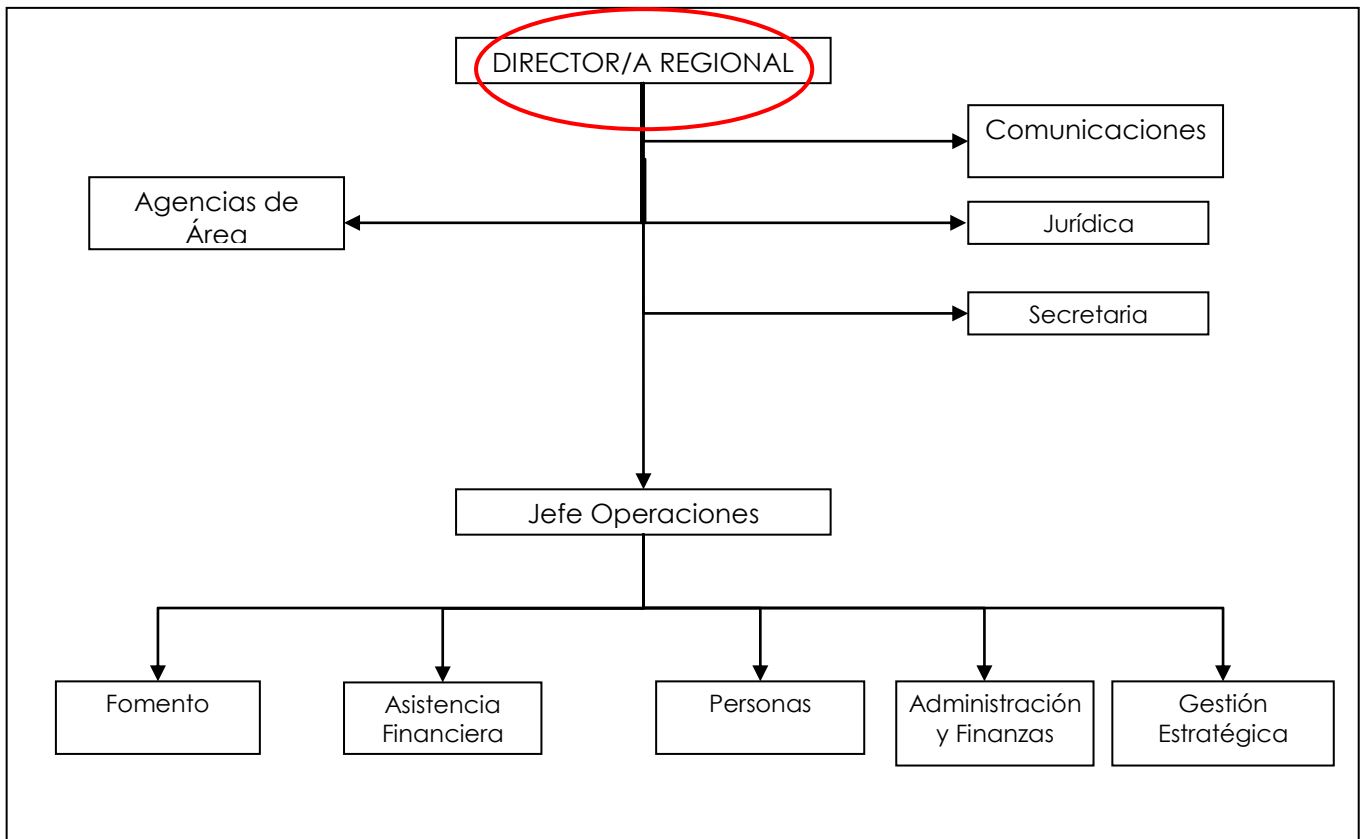 DIRECTOR/A REGIONAL
Comunicaciones
Agencias de
Área
Jurídica
Secretaria
Jefe Operaciones
Fomento
Asistencia
Financiera
Personas
Administración
y Finanzas
Gestión
Estratégica